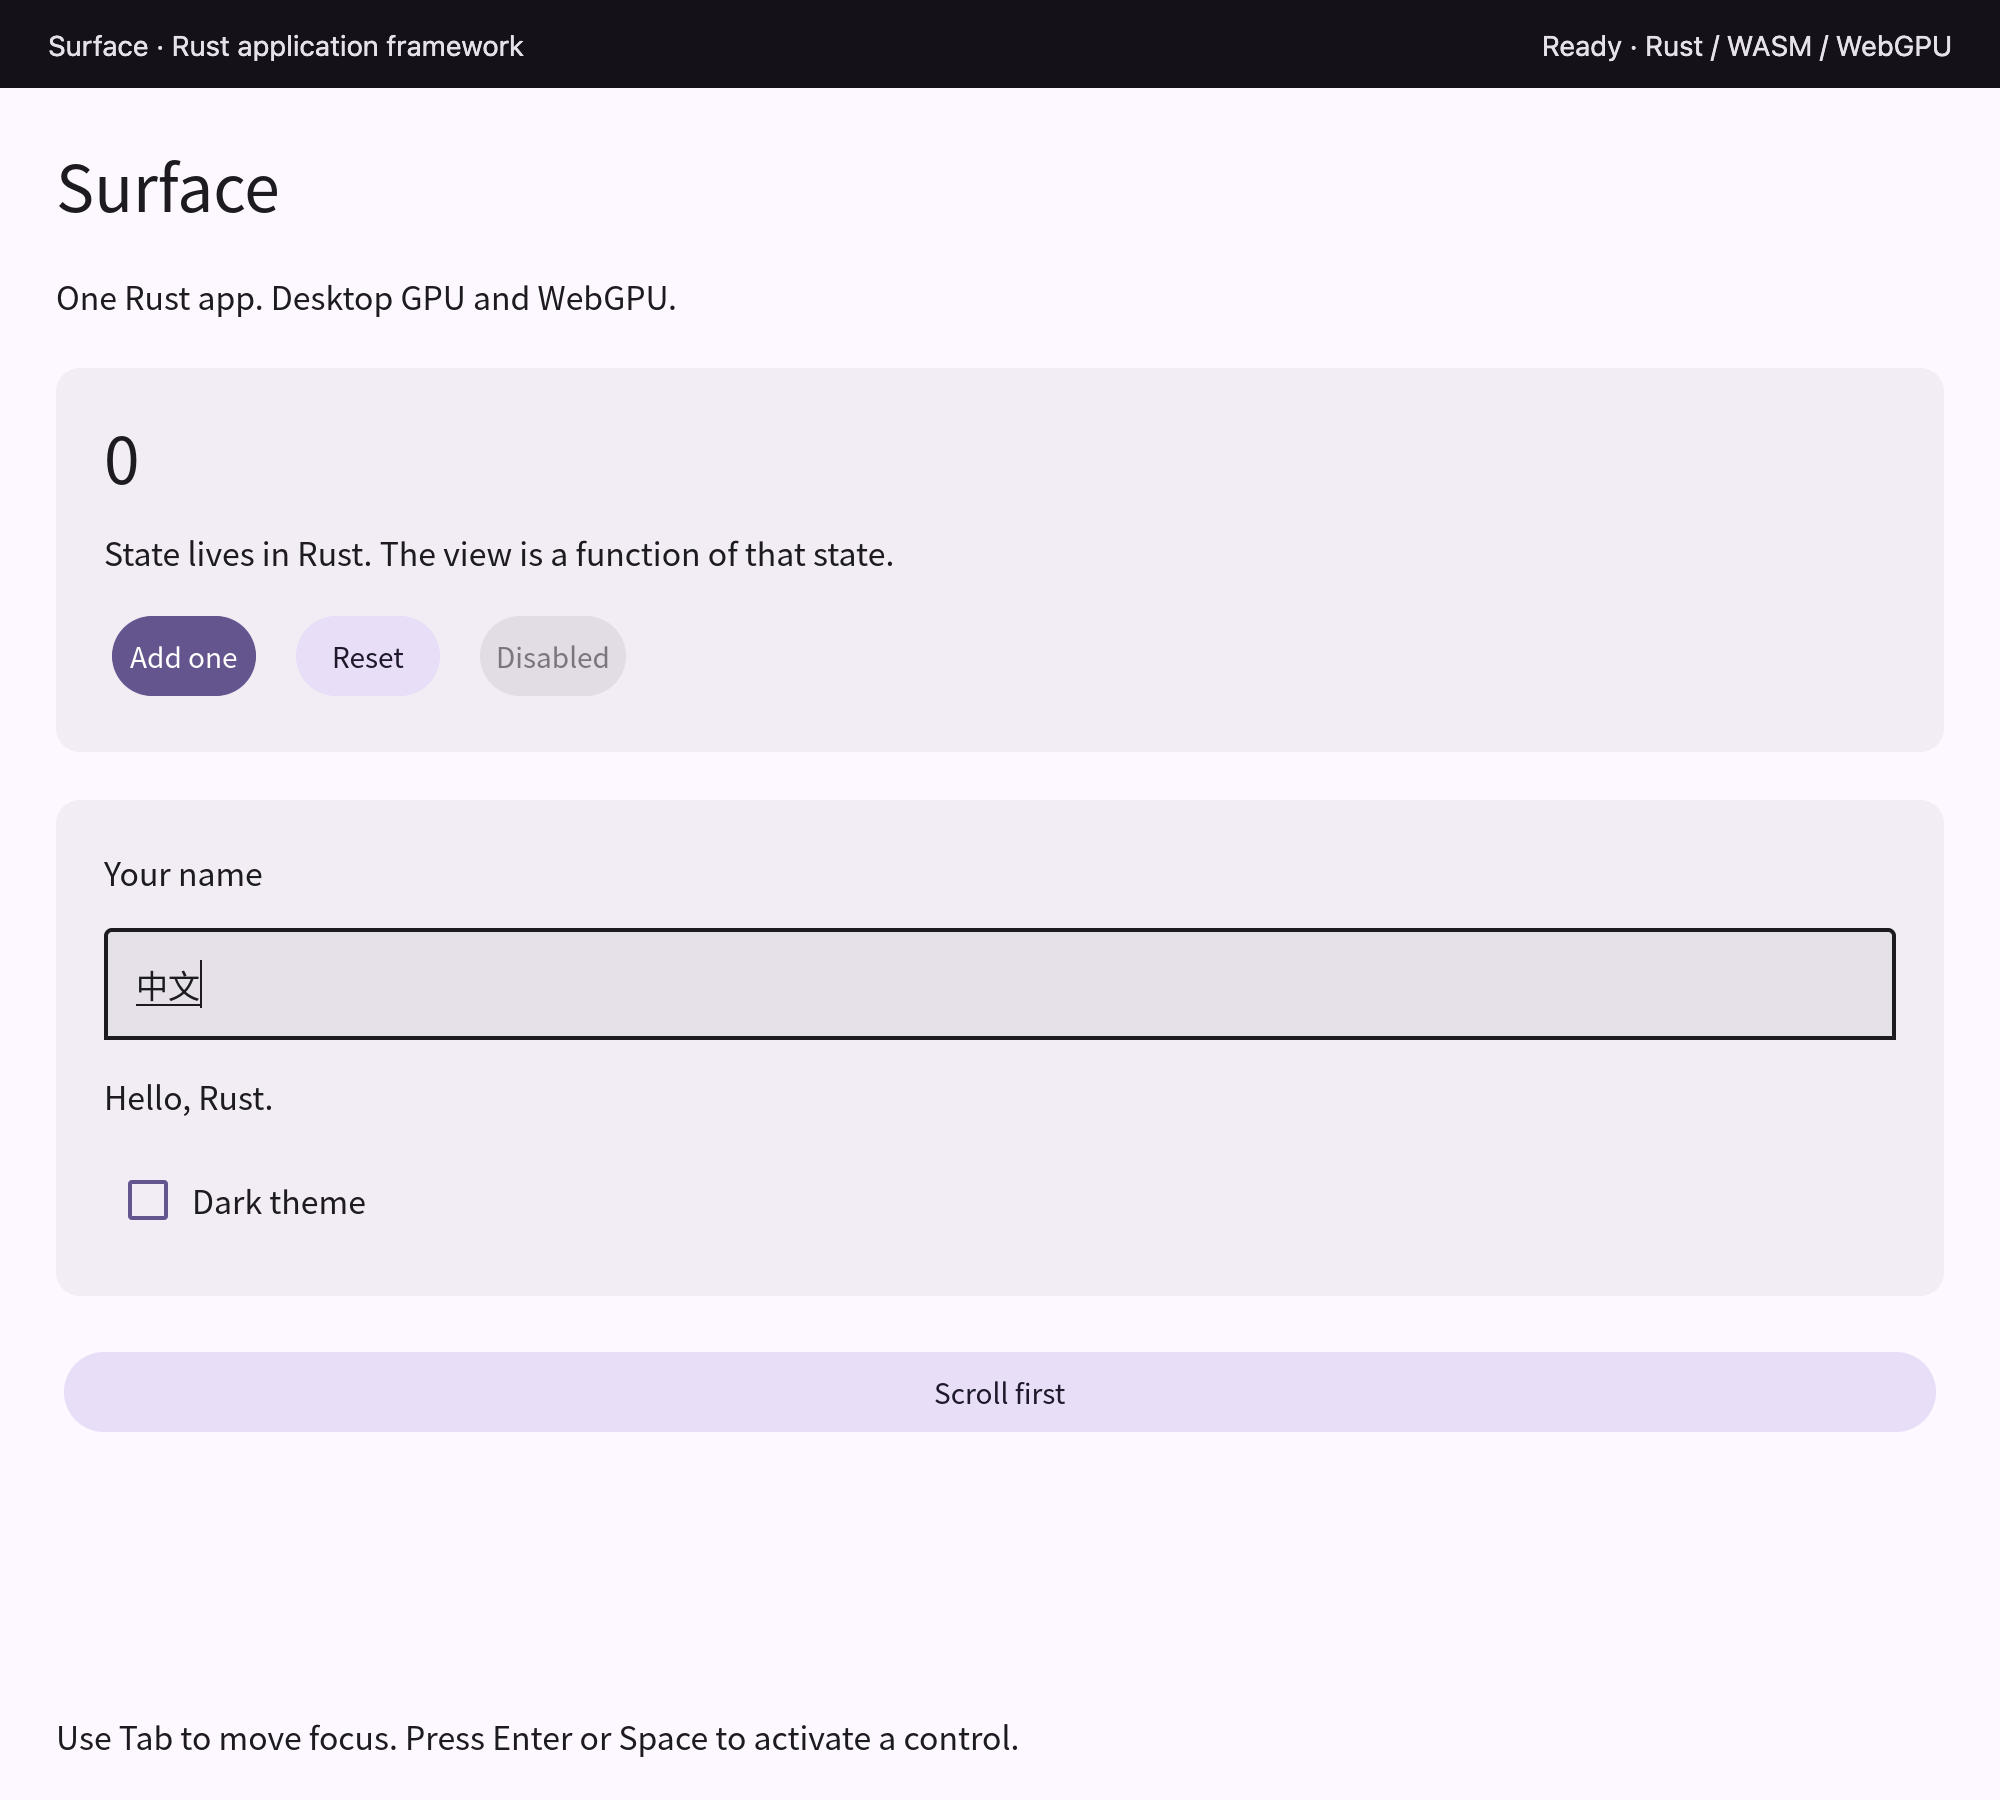 Surface · Rust application framework
Ready · Rust / WASM / WebGPU
Surface
One Rust app. Desktop GPU and WebGPU.
0
State lives in Rust. The view is a function of that state.
Add one
Reset
Disabled
Your name
中文
Hello, Rust.
Dark theme
Scroll first
Use Tab to move focus. Press Enter or Space to activate a control.